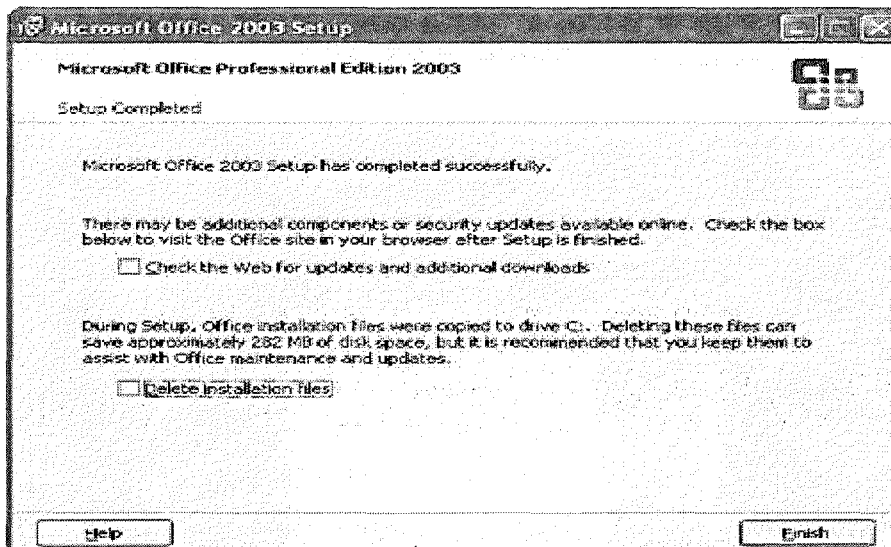 Microsoft Office 2003 Setup
Microsoft Office Professional Edition 2003
Setup Completed
Microsoft Office 2003 Setup has completed successfully.
There may be additional components or security updates available online. Check the box
below to visit the Office site in your browser after Setup is finished.
Check the Web for updates and additional downloads
During Setup, Office installation files were copied to drive C:. Deleting these files can
save approximately 282 MB of disk space, but it is recommended that you keep them to
assist with Office maintenance and updates.
Delete installation files
Help
Finish